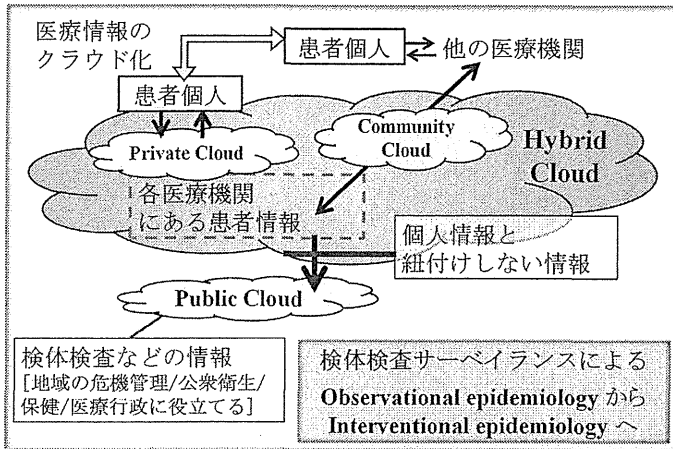 医療情報の
クラウド化
患者個人
他の医療機関
患者個人
Private Cloud
Community
Cloud
Hybrid
Cloud
各医療機関
にある患者情報
個人情報と
紐付けしない情報
Public Cloud
検体検査などの情報
[地域の危機管理/公衆衛生/
保健/医療行政に役立てる]
検体検査サーベイランスによる
Observational epidemiology から
Interventional epidemiology へ